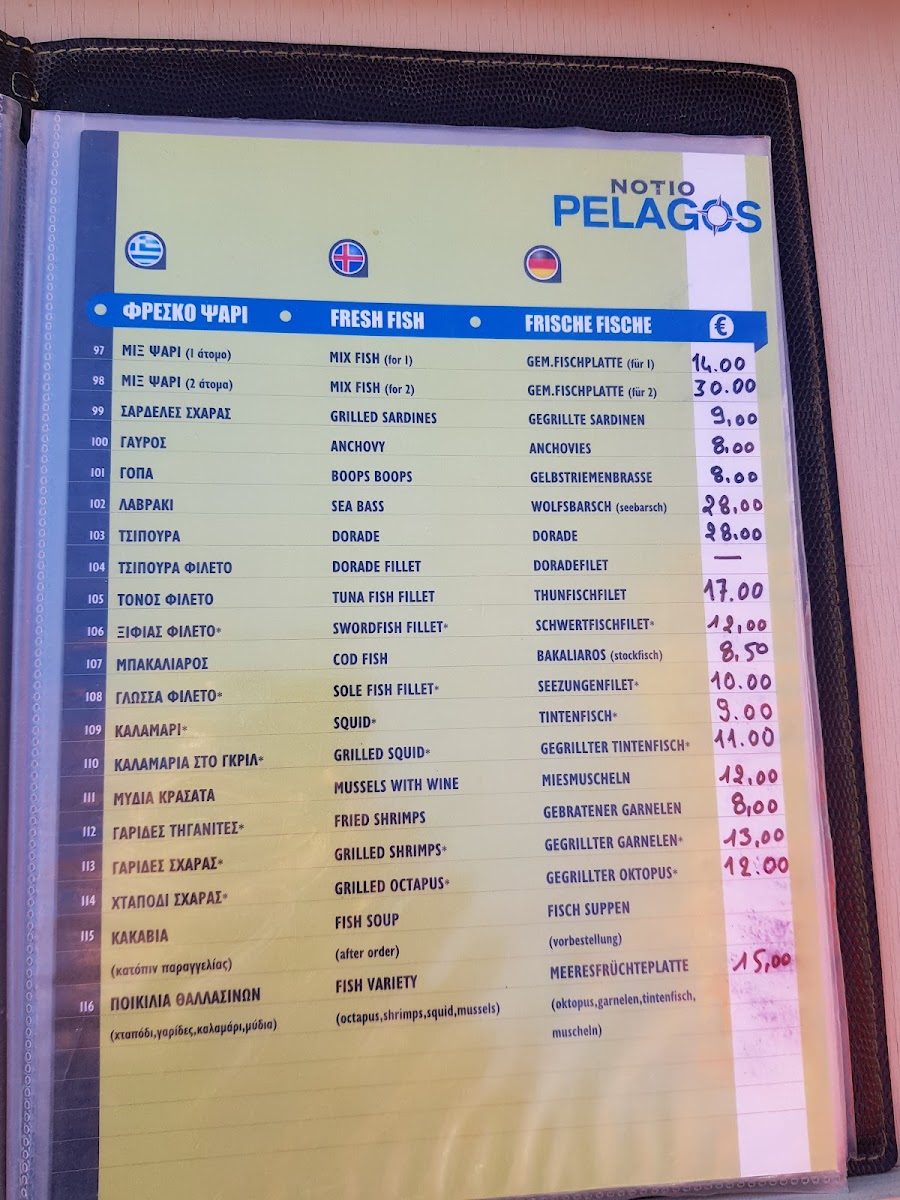 NOTIO
PELAGOS
ΦΡΕΣΚΟ ΨΑΡΙ FRESH FISH FRISCHE FISCHE €
97 ΜΙΞ ΨΑΡΙ (1 άτομο) MIX FISH (for 1) GEM.FISCHPLATTE (für 1) 14.00
98 ΜΙΞ ΨΑΡΙ (2 άτομα) MIX FISH (for 2) GEM.FISCHPLATTE (für 2) 30.00
99 ΣΑΡΔΕΛΕΣ ΣΧΑΡΑΣ GRILLED SARDINES GEGRILLTE SARDINEN 9,00
100 ΓΑΥΡΟΣ ANCHOVY ANCHOVIES 8,00
101 ΓΟΠΑ BOOPS BOOPS GELBSTRIEMENBRASSE 8,00
102 ΛΑΒΡΑΚΙ SEA BASS WOLFSBARSCH (seebarsch) 28,00
103 ΤΣΙΠΟΥΡΑ DORADE DORADE 28.00
104 ΤΣΙΠΟΥΡΑ ΦΙΛΕΤΟ DORADE FILLET DORADEFILET —
105 ΤΟΝΟΣ ΦΙΛΕΤΟ TUNA FISH FILLET THUNFISCHFILET 17.00
106 ΞΙΦΙΑΣ ΦΙΛΕΤΟ* SWORDFISH FILLET* SCHWERTFISCHFILET* 12,00
107 ΜΠΑΚΑΛΙΑΡΟΣ COD FISH BAKALIAROS (stockfisch) 8,50
108 ΓΛΩΣΣΑ ΦΙΛΕΤΟ* SOLE FISH FILLET* SEEZUNGENFILET* 10.00
109 ΚΑΛΑΜΑΡΙ* SQUID* TINTENFISCH* 9.00
110 ΚΑΛΑΜΑΡΙΑ ΣΤΟ ΓΚΡΙΛ* GRILLED SQUID* GEGRILLTER TINTENFISCH* 11.00
111 ΜΥΔΙΑ ΚΡΑΣΑΤΑ MUSSELS WITH WINE MIESMUSCHELN 12,00
112 ΓΑΡΙΔΕΣ ΤΗΓΑΝΙΤΕΣ* FRIED SHRIMPS GEBRATENER GARNELEN 8,00
113 ΓΑΡΙΔΕΣ ΣΧΑΡΑΣ* GRILLED SHRIMPS* GEGRILLTER GARNELEN* 13,00
114 ΧΤΑΠΟΔΙ ΣΧΑΡΑΣ* GRILLED OCTAPUS* GEGRILLTER OKTOPUS* 12.00
115 ΚΑΚΑΒΙΑ FISH SOUP FISCH SUPPEN
(κατόπιν παραγγελίας) (after order) (vorbestellung)
116 ΠΟΙΚΙΛΙΑ ΘΑΛΛΑΣΙΝΩΝ FISH VARIETY MEERESFRÜCHTEPLATTE 15,00
(χταπόδι,γαρίδες,καλαμάρι,μύδια) (octapus,shrimps,squid,mussels) (oktopus,garnelen,tintenfisch,
muscheln)